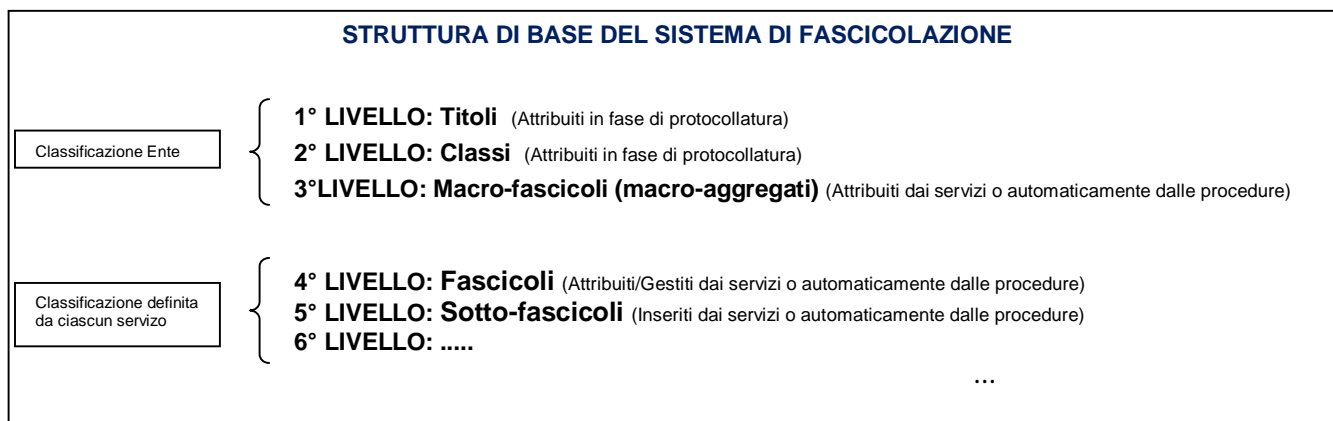 STRUTTURA DI BASE DEL SISTEMA DI FASCICOLAZIONE
Classificazione Ente
1° LIVELLO: Titoli (Attribuiti in fase di protocollatura)
2° LIVELLO: Classi (Attribuiti in fase di protocollatura)
3°LIVELLO: Macro-fascicoli (macro-aggregati) (Attribuiti dai servizi o automaticamente dalle procedure)
Classificazione definita
da ciascun servizo
4° LIVELLO: Fascicoli (Attribuiti/Gestiti dai servizi o automaticamente dalle procedure)
5° LIVELLO: Sotto-fascicoli (Inseriti dai servizi o automaticamente dalle procedure)
6° LIVELLO: .....
...